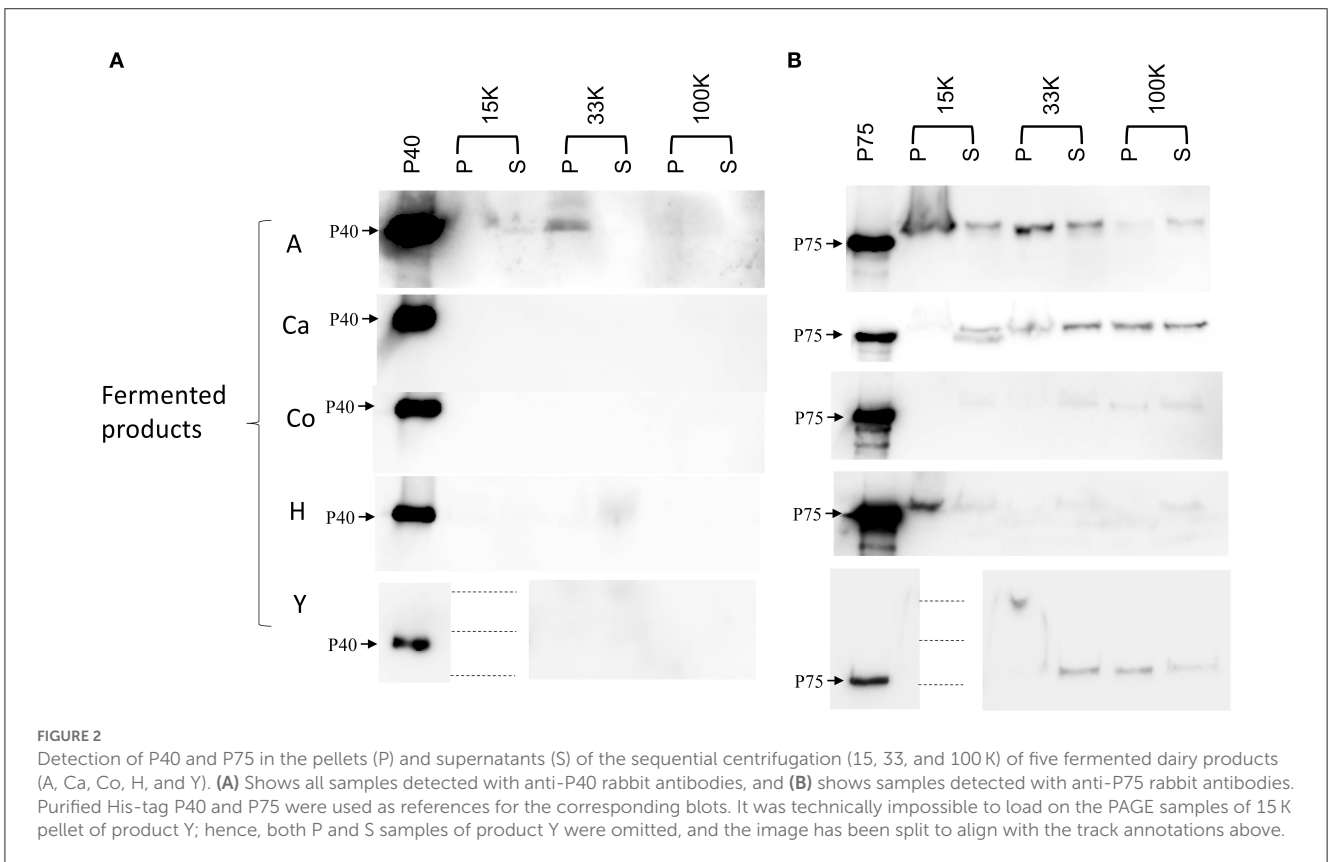 A
B
15K
33K
100K
P40
P
S
P
S
P
S
15K
33K
100K
P75
P
S
P
S
P
S
Fermented
products
A
P40
Ca
P40
Co
P40
H
P40
Y
P40
P75
P75
P75
P75
P75
FIGURE 2
Detection of P40 and P75 in the pellets (P) and supernatants (S) of the sequential centrifugation (15, 33, and 100 K) of five fermented dairy products
(A, Ca, Co, H, and Y). (A) Shows all samples detected with anti-P40 rabbit antibodies, and (B) shows samples detected with anti-P75 rabbit antibodies.
Purified His-tag P40 and P75 were used as references for the corresponding blots. It was technically impossible to load on the PAGE samples of 15 K
pellet of product Y; hence, both P and S samples of product Y were omitted, and the image has been split to align with the track annotations above.